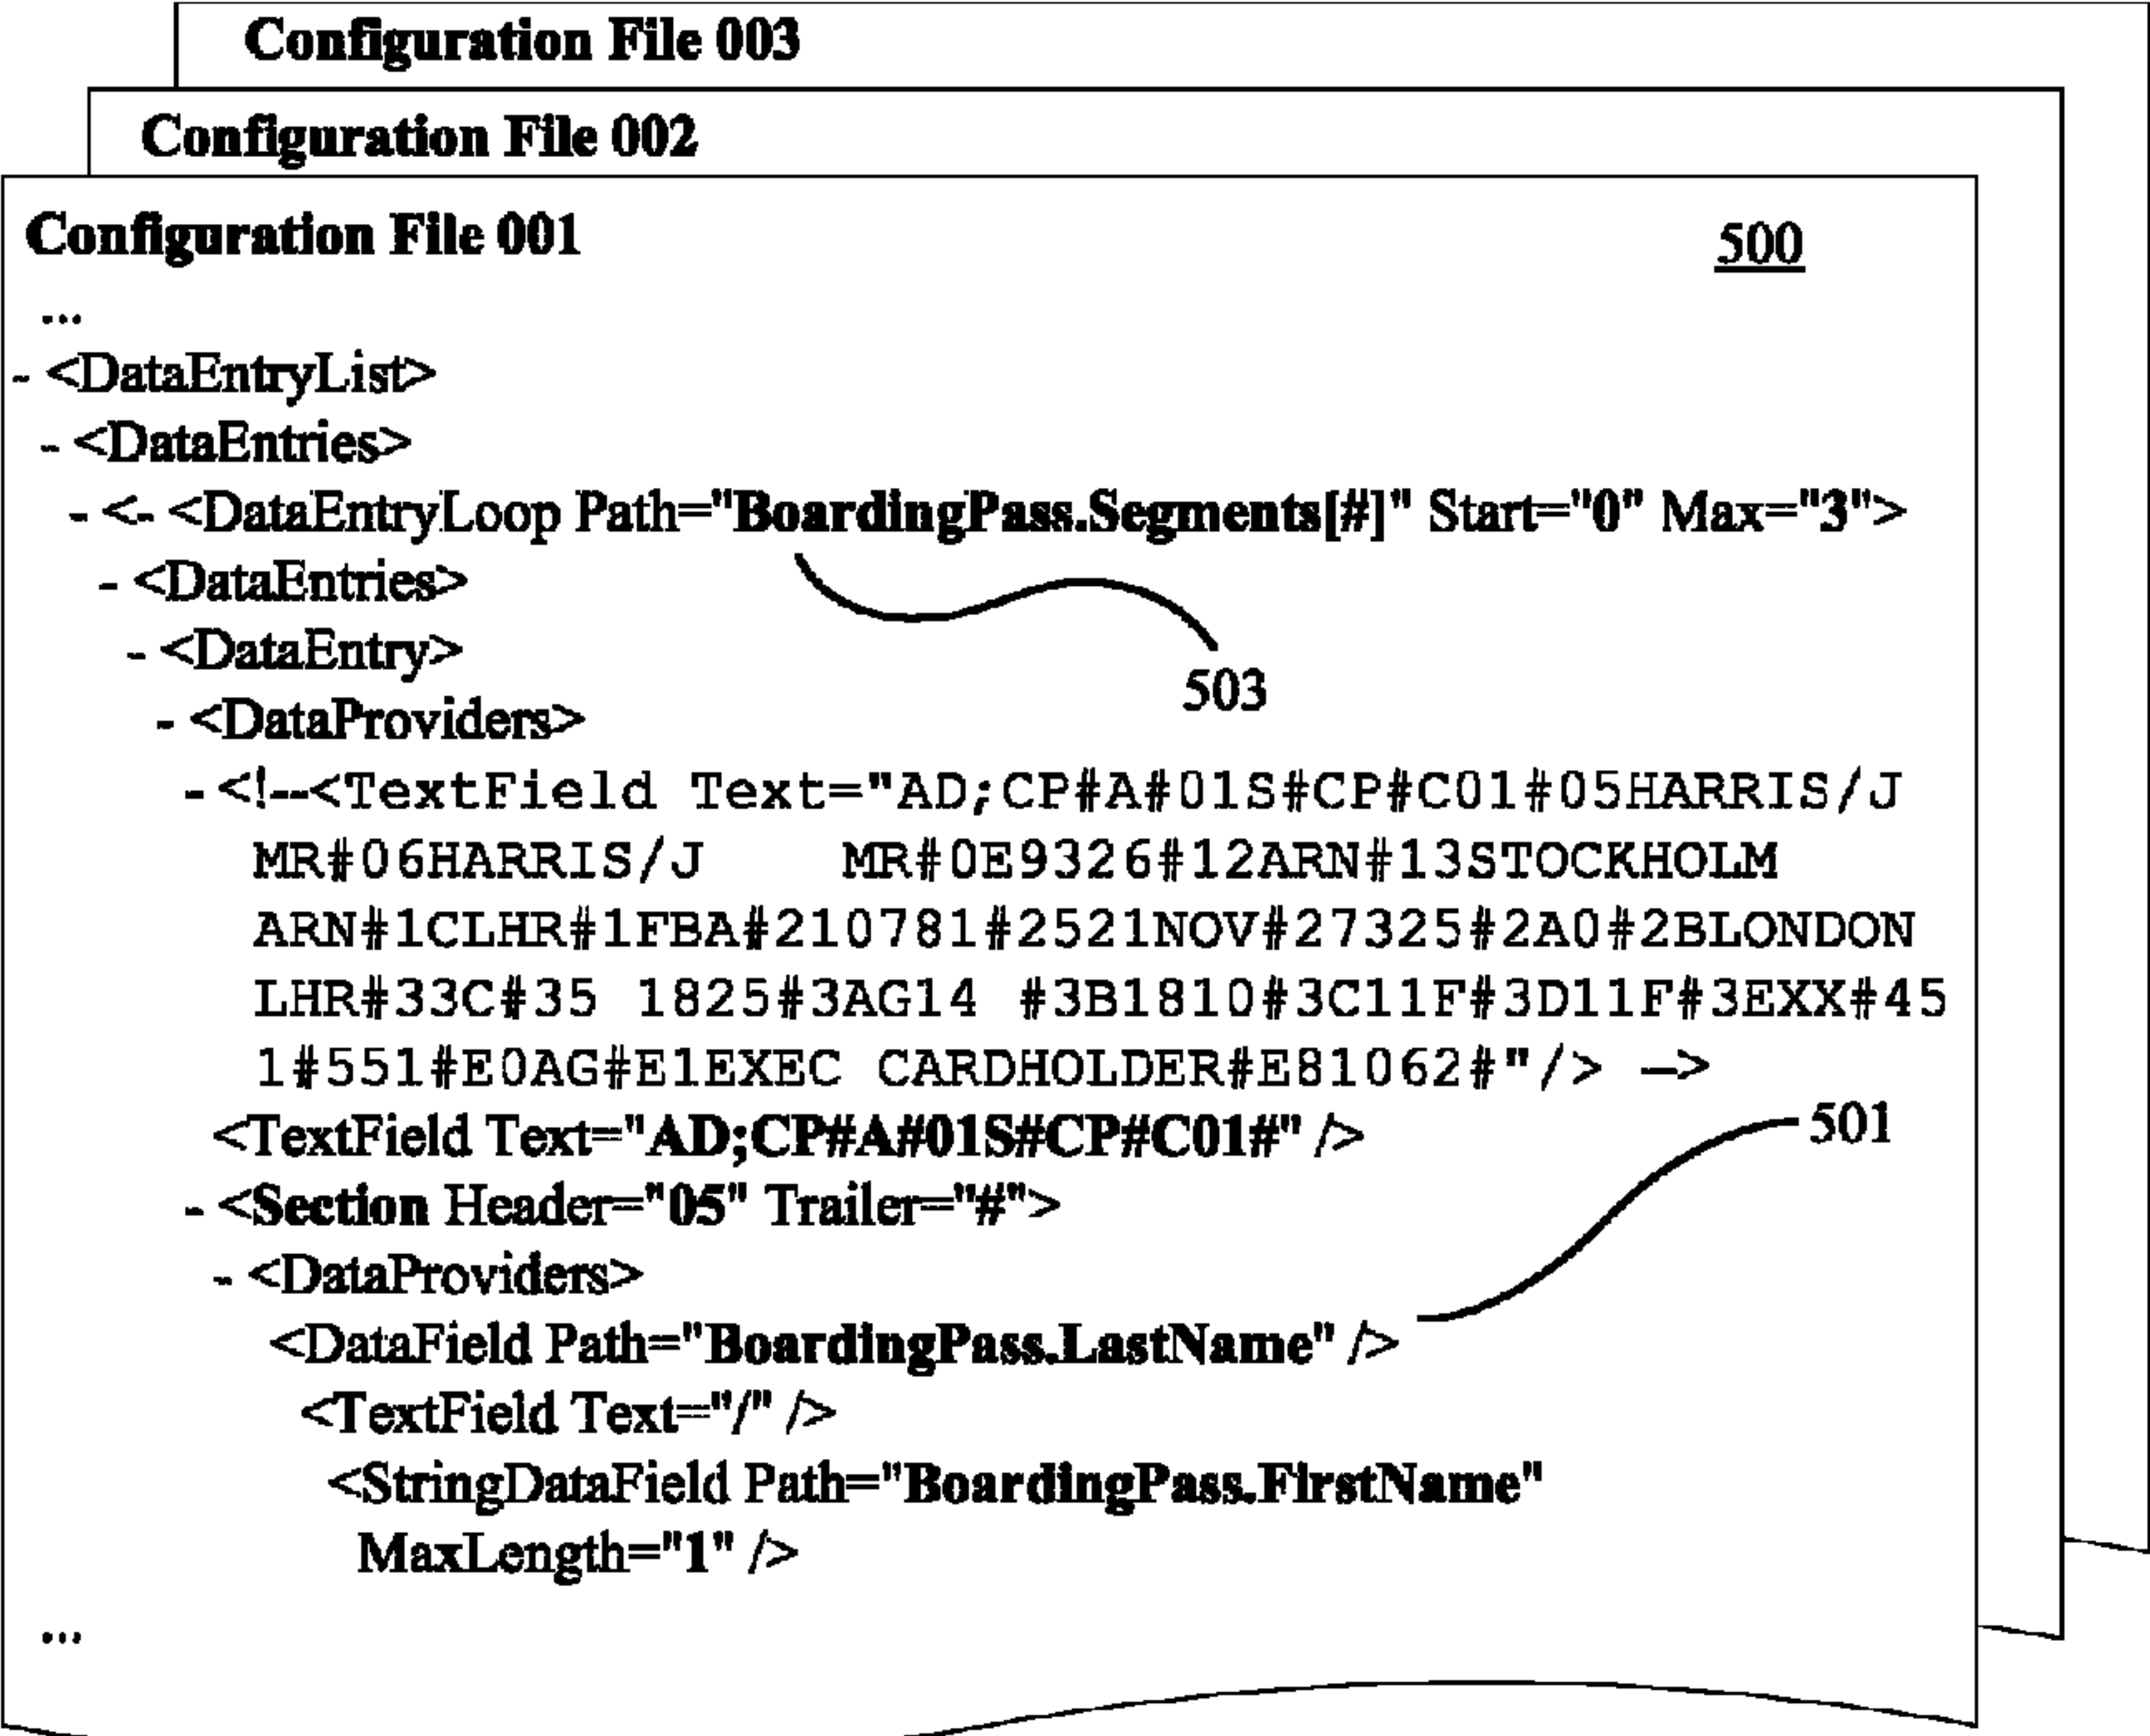 Configuration File 003
Configuration File 002
Configuration File 001 500
...
- <DataEntryList>
- <DataEntries>
- <- <DataEntryLoop Path="BoardingPass.Segments[#]" Start="0" Max="3">
- <DataEntries>
- <DataEntry>
503
- <DataProviders>
- <!--<TextField Text="AD;CP#A#01S#CP#C01#05HARRIS/J
MR#06HARRIS/J MR#0E9326#12ARN#13STOCKHOLM
ARN#1CLHR#1FBA#210781#2521NOV#27325#2A0#2BLONDON
LHR#33C#35 1825#3AG14 #3B1810#3C11F#3D11F#3EXX#45
1#551#E0AG#E1EXEC CARDHOLDER#E81062#"/> —>
501
<TextField Text="AD;CP#A#01S#CP#C01#" />
- <Section Header="05" Trailer="#">
- <DataProviders>
<DataField Path="BoardingPass.LastName" />
<TextField Text="/" />
<StringDataField Path="BoardingPass.FirstName"
MaxLength="1" />
...